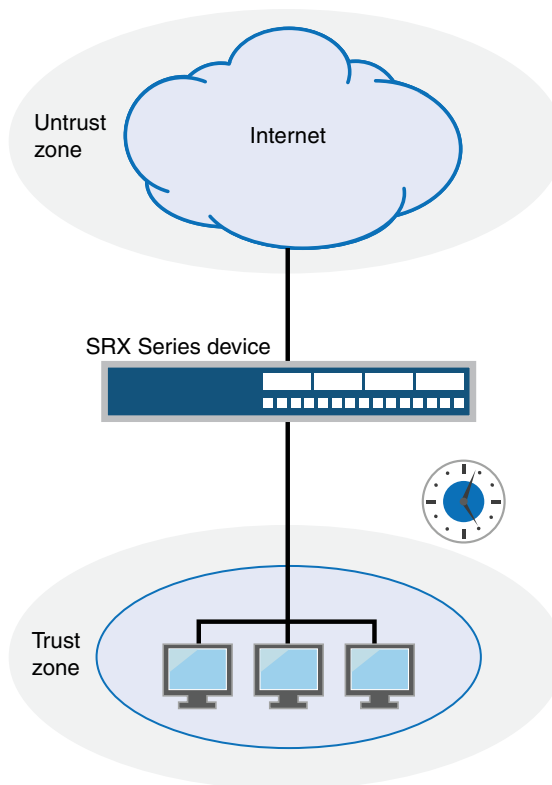 Untrust
zone
Internet
SRX Series device
Trust
zone